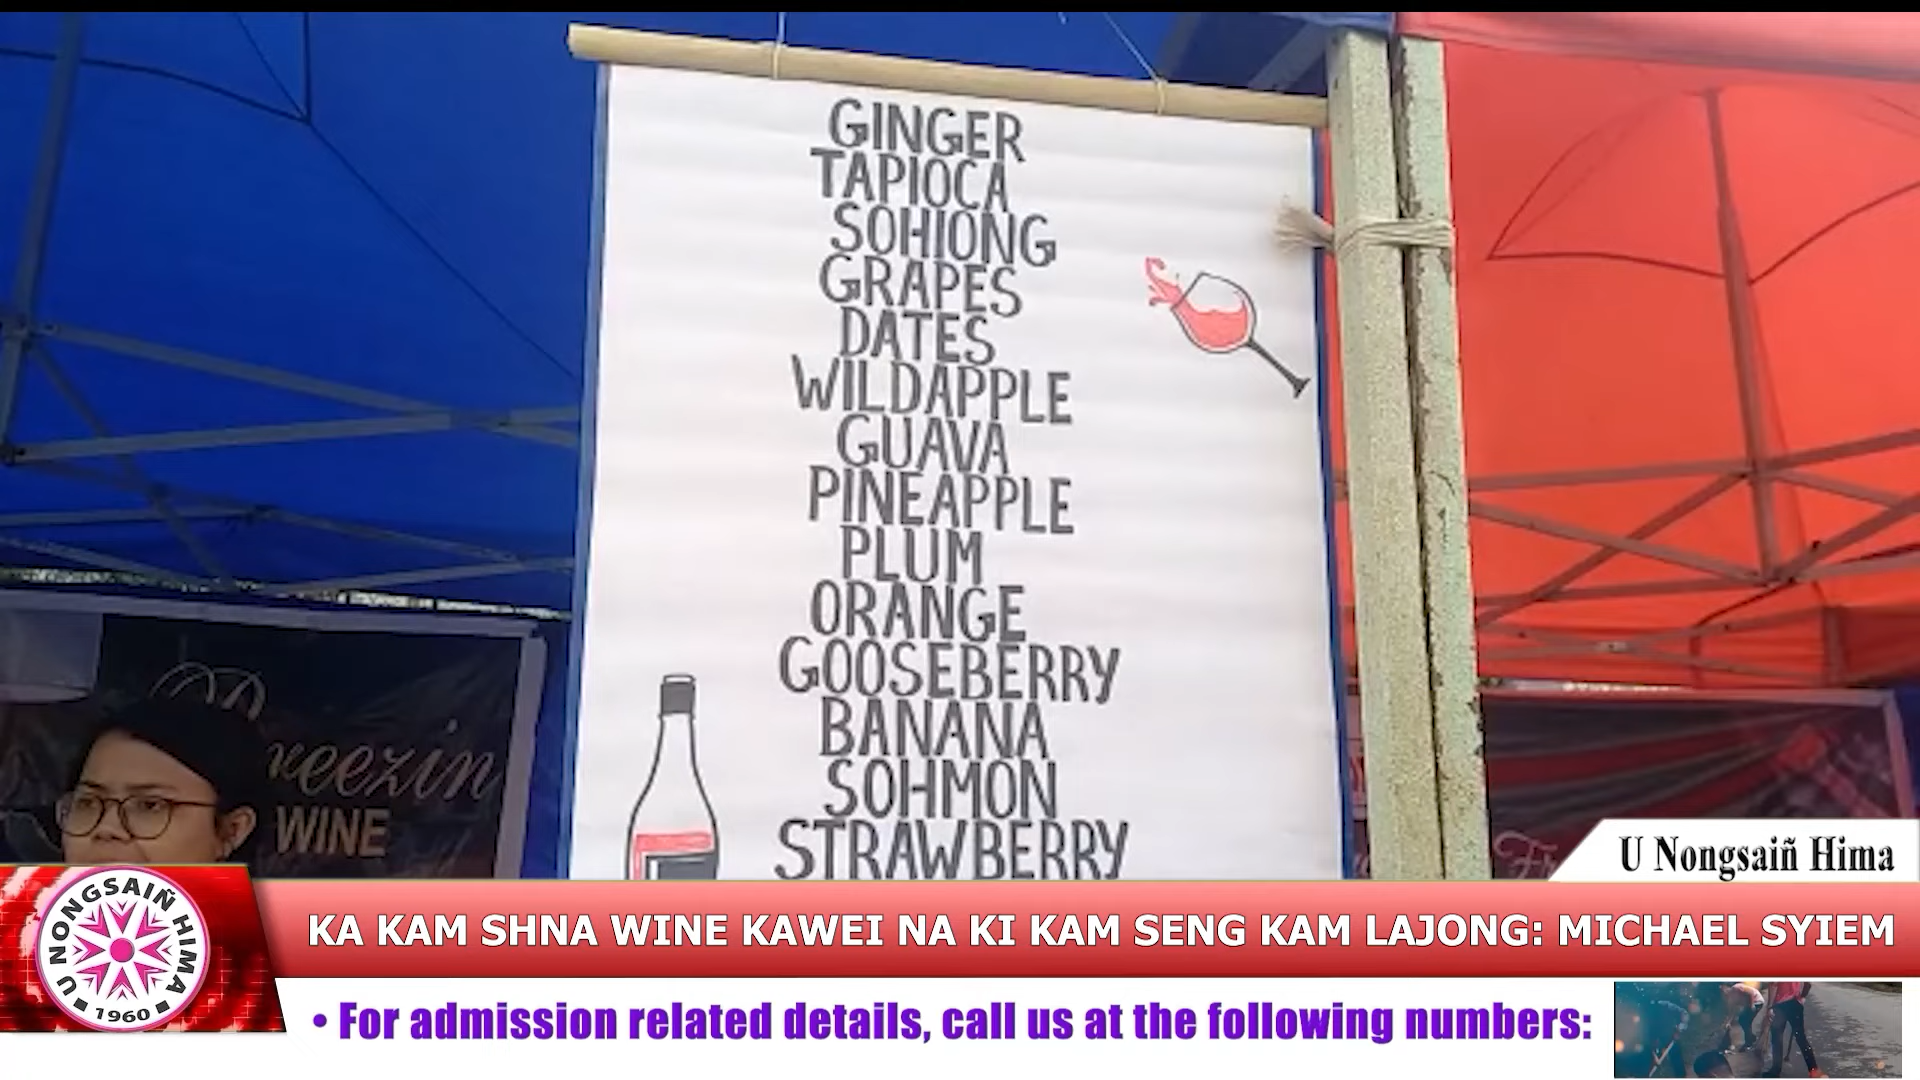 GINGER
TAPIOCA
SOHIONG
GRAPES
DATES
WILDAPPLE
GUAVA
PINEAPPLE
PLUM
ORANGE
GOOSEBERRY
BANANA
SOHMON
STRAWBERRY
WINE
U Nongsaiñ Hima
U NONGSAIÑ HIMA
1960
KA KAM SHNA WINE KAWEI NA KI KAM SENG KAM LAJONG: MICHAEL SYIEM
• For admission related details, call us at the following numbers: